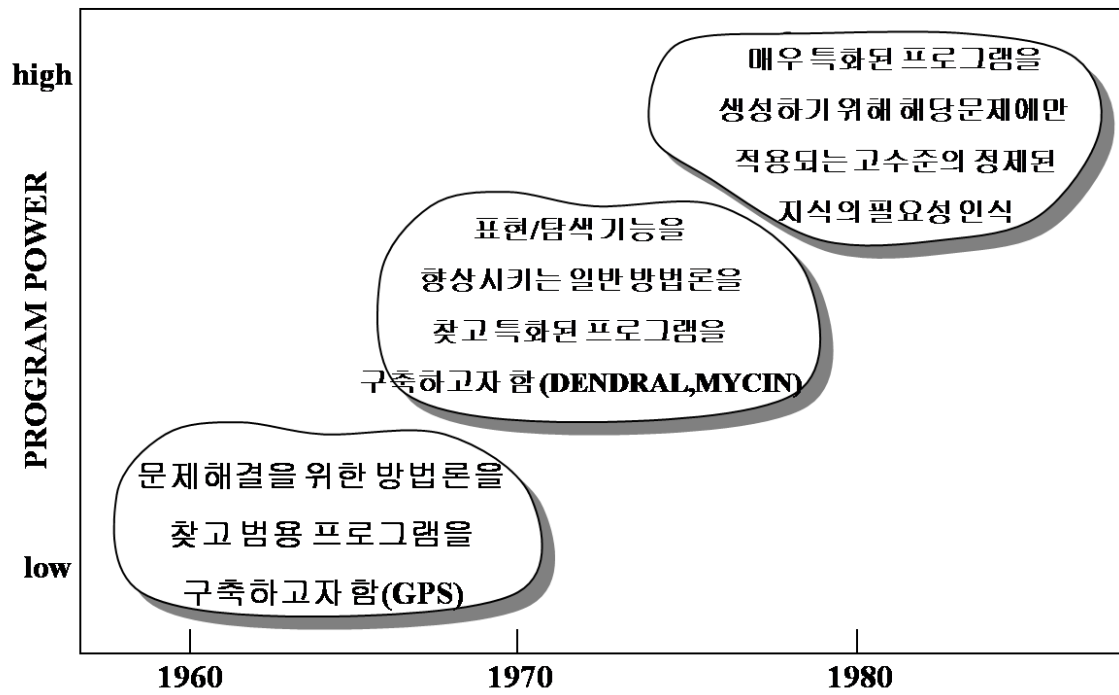 high
매우 특화된 프로그램을
생성하기 위해 해당문제에만
적용되는 고수준의 정제된
지식의 필요성 인식
PROGRAM POWER
표현/탐색 기능을
향상시키는 일반 방법론을
찾고 특화된 프로그램을
구축하고자 함(DENDRAL,MYCIN)
문제해결을 위한 방법론을
찾고 범용 프로그램을
구축하고자 함(GPS)
low
1960 1970 1980